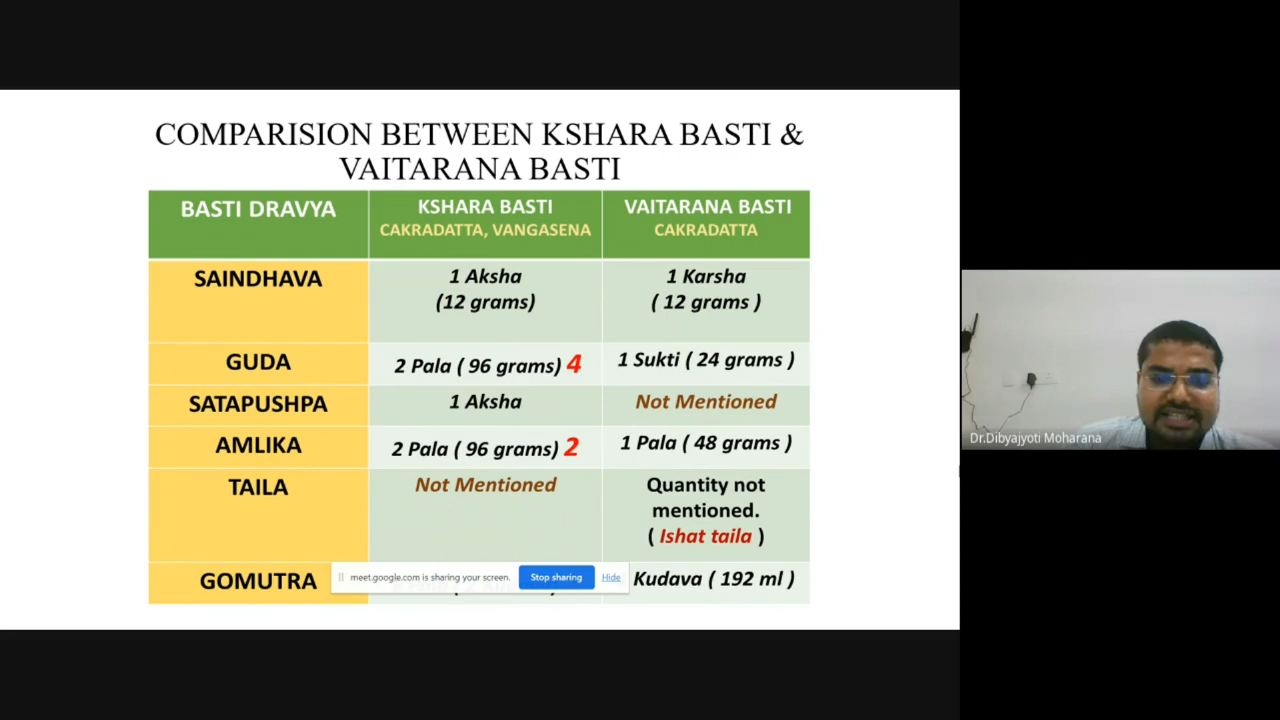 COMPARISION BETWEEN KSHARA BASTI &
VAITARANA BASTI
BASTI DRAVYA
KSHARA BASTI
CAKRADATTA, VANGASENA
VAITARANA BASTI
CAKRADATTA
SAINDHAVA
1 Aksha
(12 grams)
1 Karsha
( 12 grams )
GUDA
2 Pala ( 96 grams) 4
1 Sukti ( 24 grams )
SATAPUSHPA
1 Aksha
Not Mentioned
AMLIKA
2 Pala ( 96 grams) 2
1 Pala ( 48 grams )
TAILA
Not Mentioned
Quantity not
mentioned.
( Ishat taila )
GOMUTRA
Kudava ( 192 ml )
meet.google.com is sharing your screen.
Stop sharing
Hide
Dr.Dibyajyoti Moharana